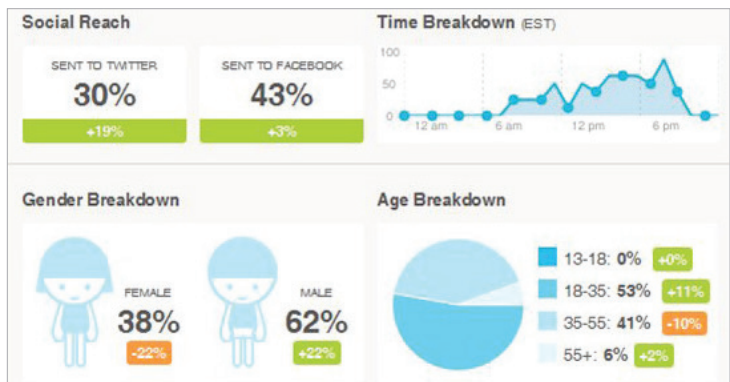 Social Reach
SENT TO TWITTER
30%
+19%
SENT TO FACEBOOK
43%
+3%
Time Breakdown (EST)
100
50
0
12 am
6 am
12 pm
6 pm
Gender Breakdown
FEMALE
38%
-22%
MALE
62%
+22%
Age Breakdown
13-18: 0% +0%
18-35: 53% +11%
35-55: 41% -10%
55+: 6% +2%